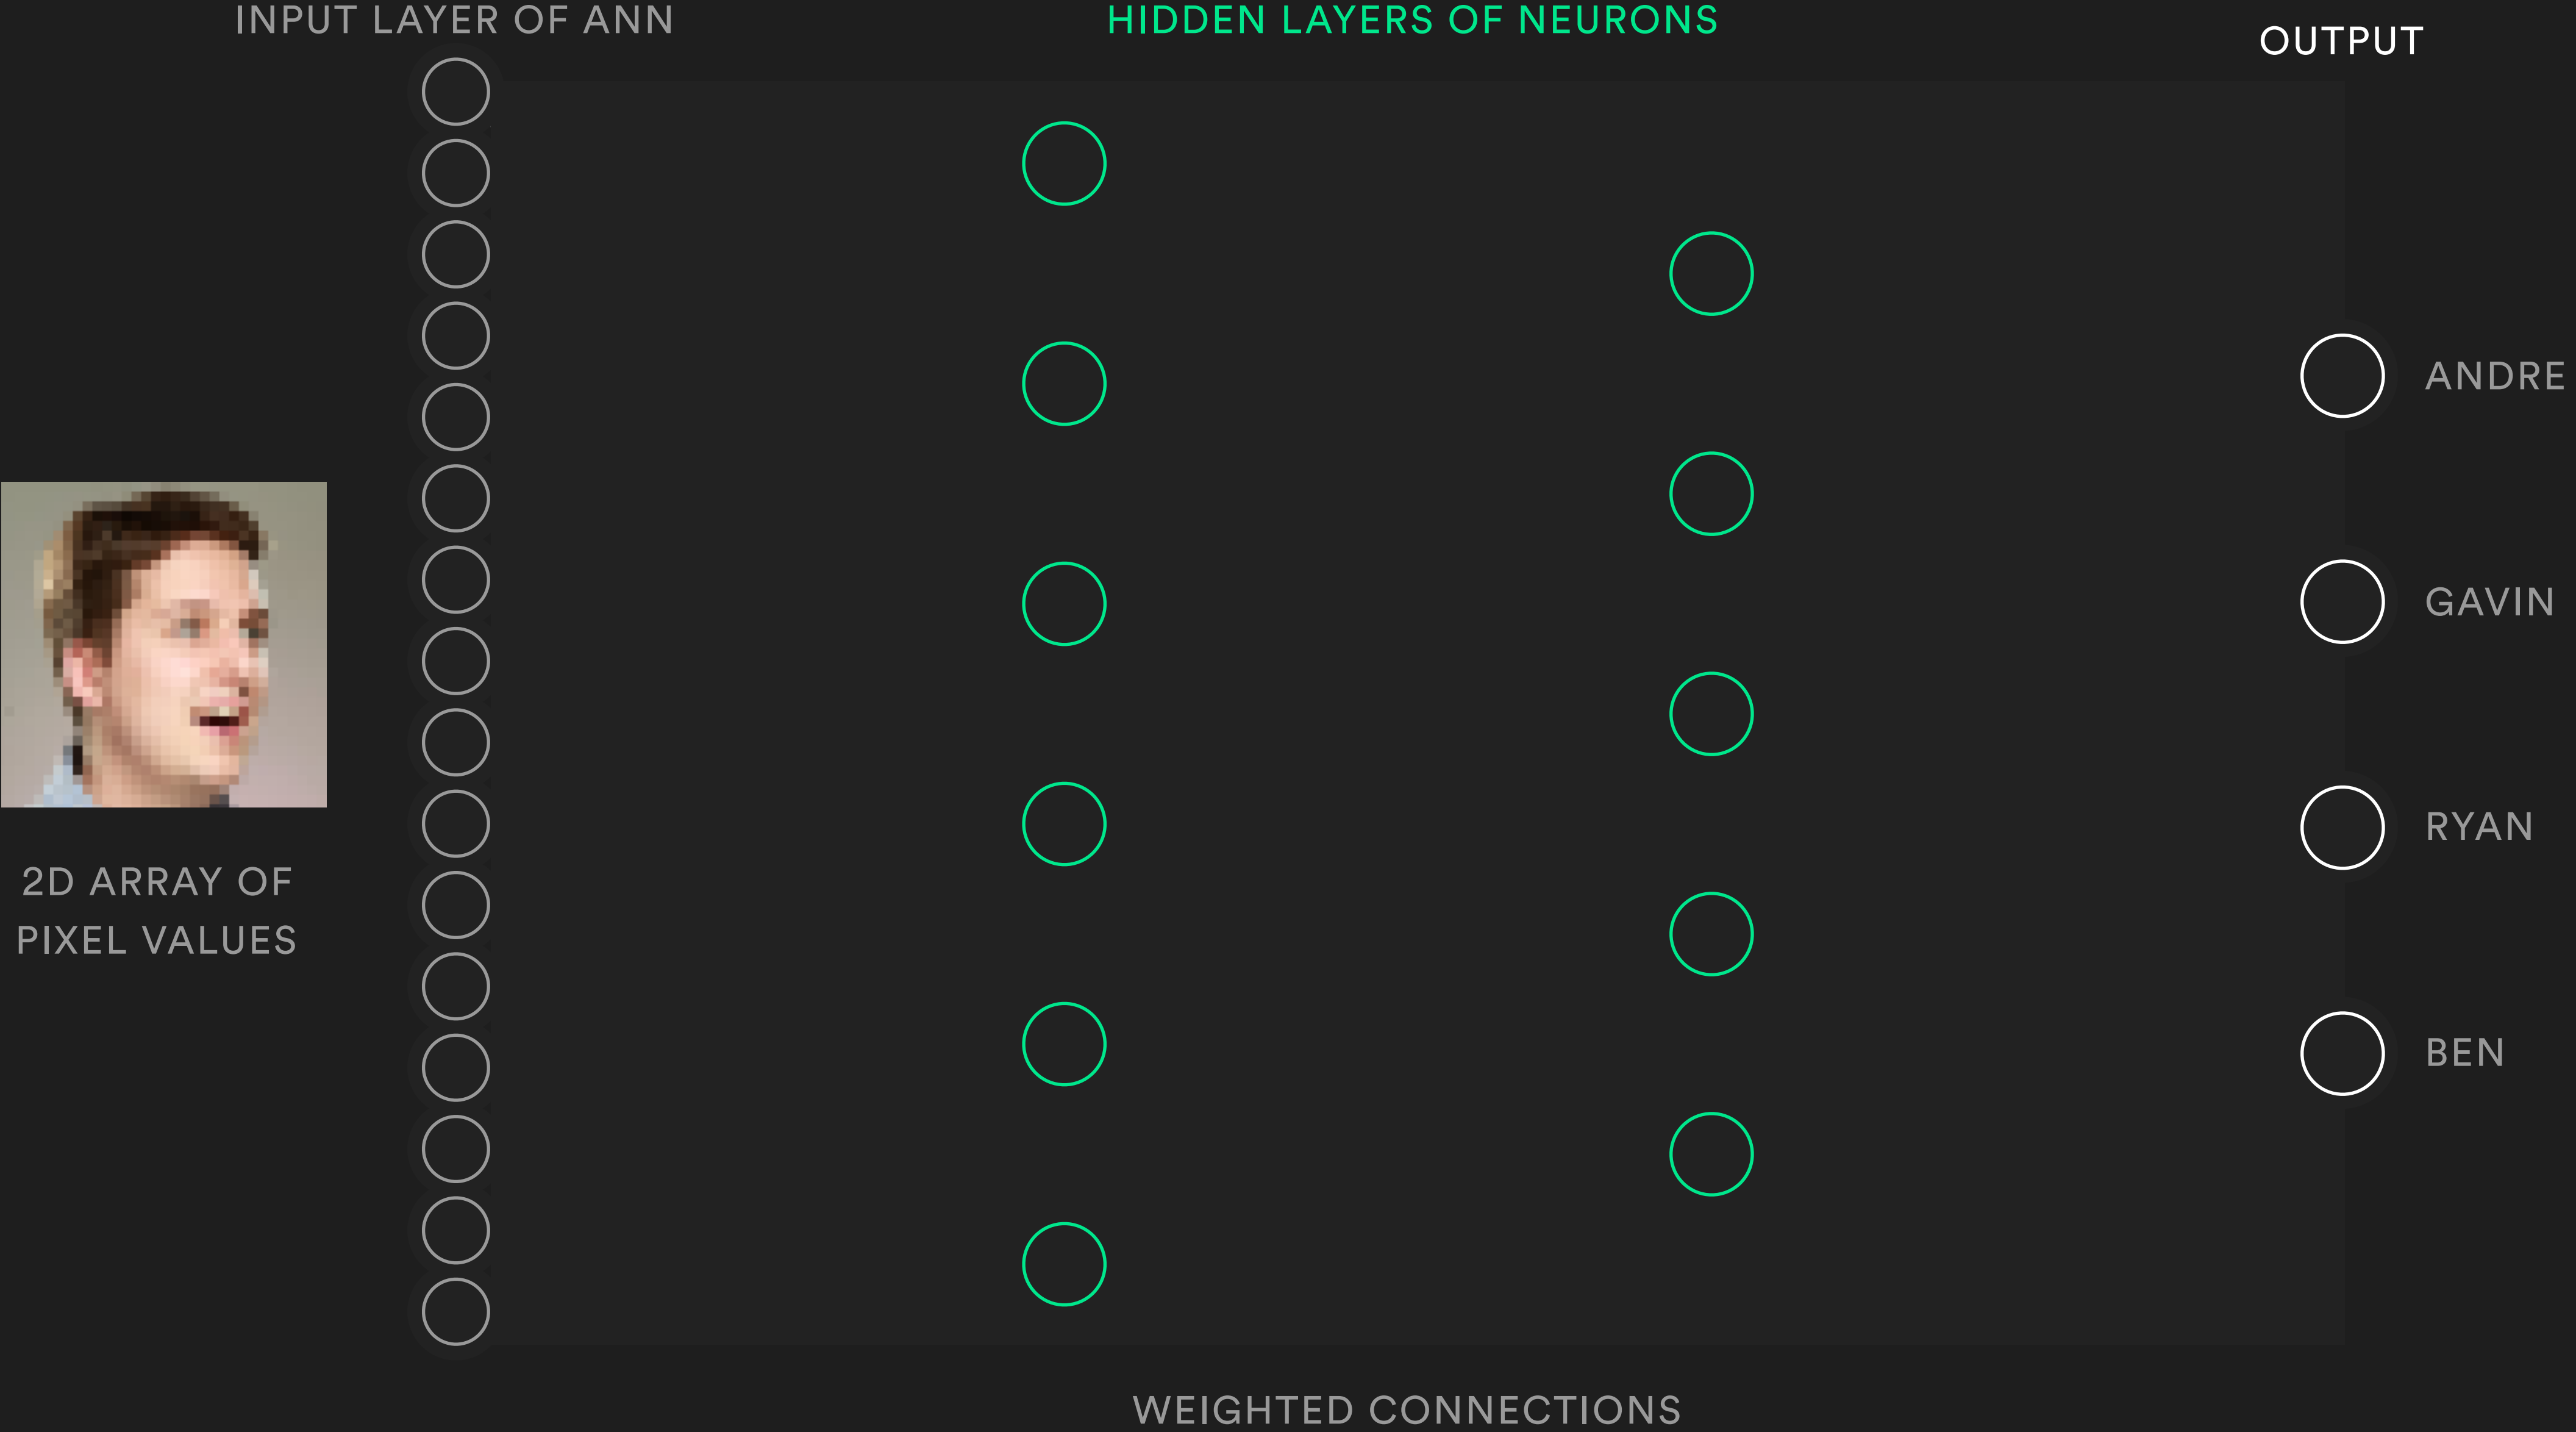 INPUT LAYER OF ANN
HIDDEN LAYERS OF NEURONS
OUTPUT
ANDRE
GAVIN
RYAN
BEN
2D ARRAY OF
PIXEL VALUES
WEIGHTED CONNECTIONS